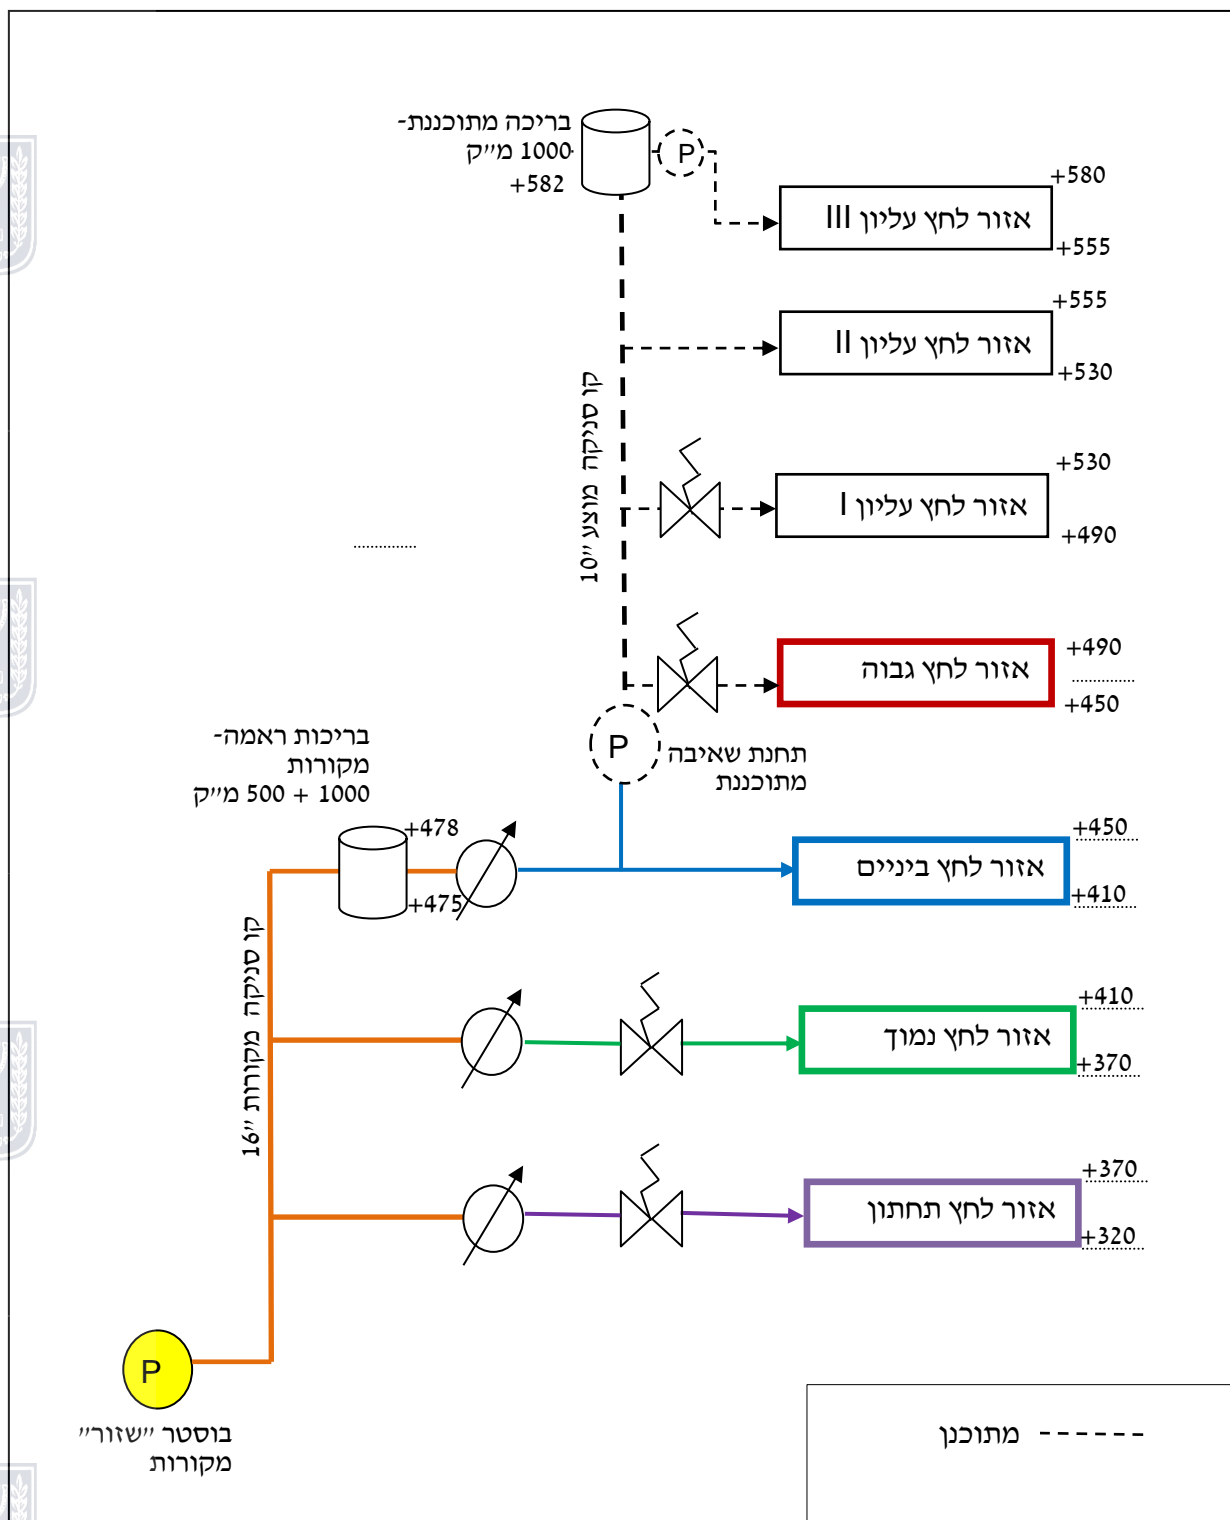 בריכה מתוכננת-
1000 מ״ק
+582
P
+580
אזור לחץ עליון III
+555
+555
אזור לחץ עליון II
+530
קו סניקה מוצע 10״
+530
אזור לחץ עליון I
+490
+490
אזור לחץ גבוה
+450
P
תחנת שאיבה
מתוכננת
בריכות ראמה-
מקורות
1000 + 500 מ״ק
+478
+475
+450
אזור לחץ ביניים
+410
קו סניקה מקורות 16״
+410
אזור לחץ נמוך
+370
+370
אזור לחץ תחתון
+320
P
בוסטר ״שזור״
מקורות
מתוכנן